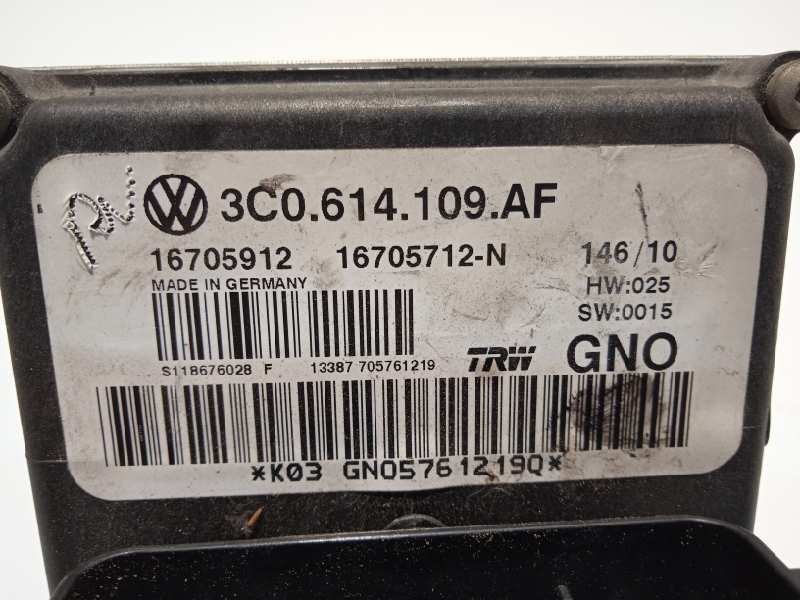 3C0.614.109.AF
16705912 16705712-N 146/10
MADE IN GERMANY HW:025
SW:0015
S118676028 F 13387 705761219 TRW GNO
*K03 GNO5761219Q*